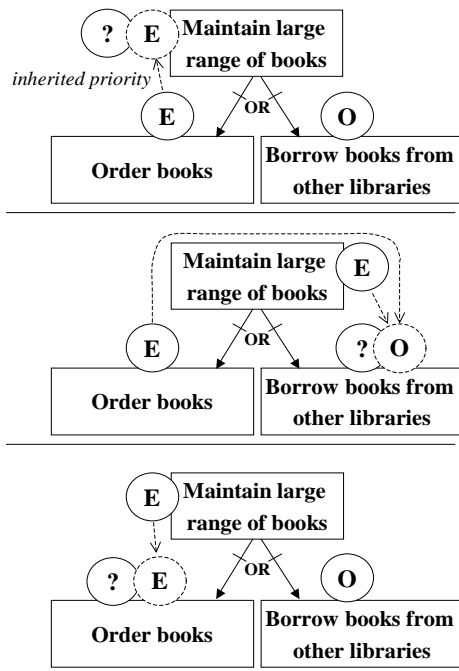 ? E Maintain large
range of books
inherited priority
E OR O
Order books Borrow books from
other libraries
Maintain large E
range of books
OR
E ? O
Order books Borrow books from
other libraries
E Maintain large
range of books
OR
? E O
Order books Borrow books from
other libraries